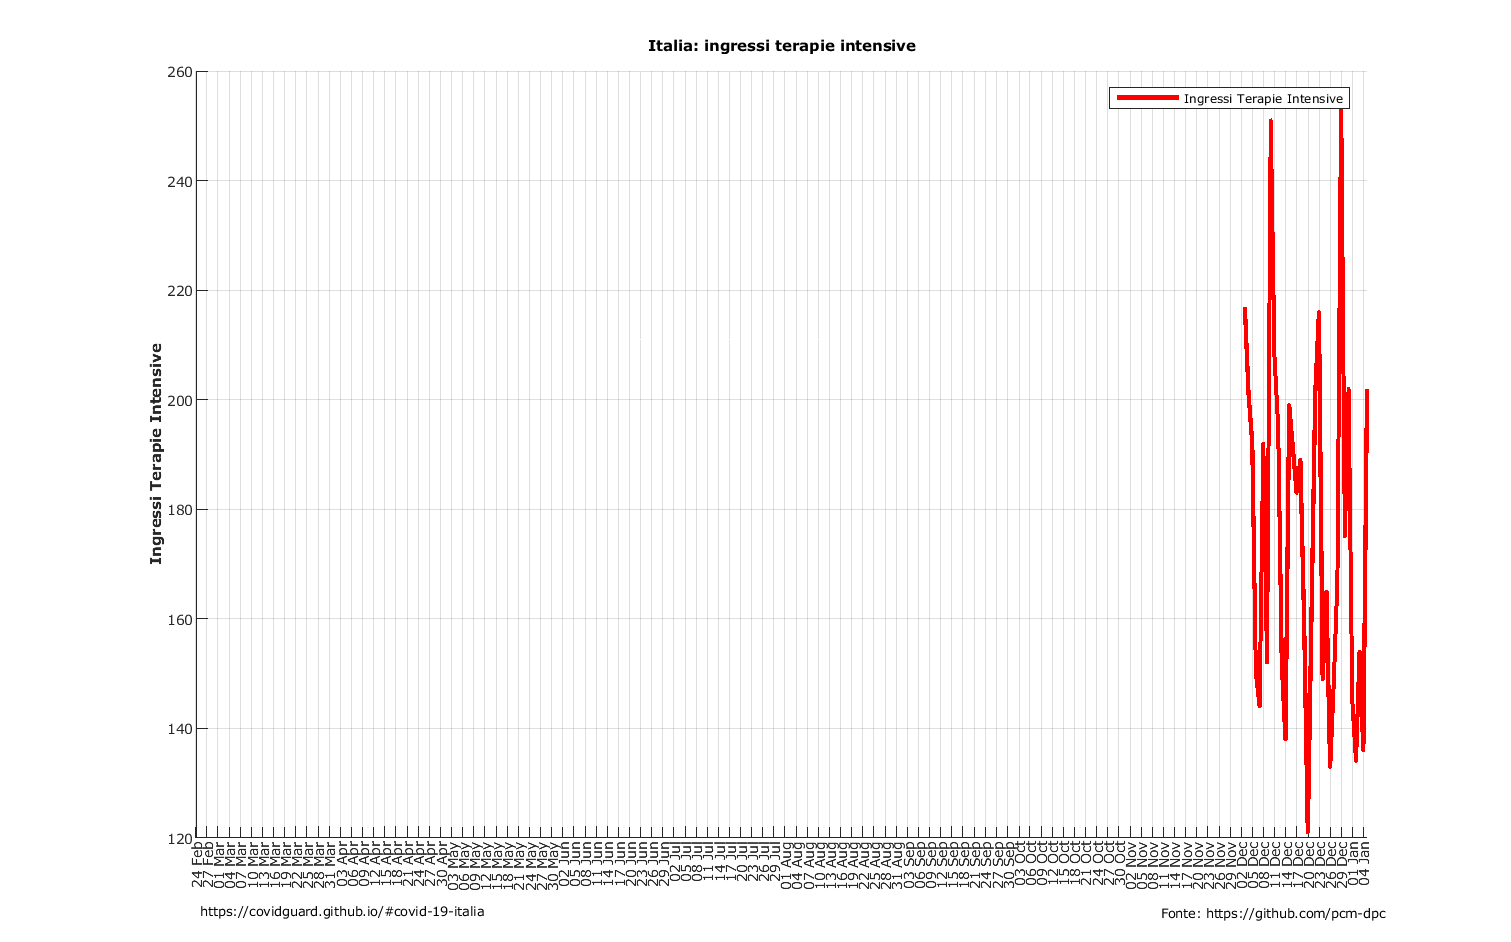 Italia: ingressi terapie intensive
Ingressi Terapie Intensive
Ingressi Terapie Intensive
260
240
220
200
180
160
140
120
24 Feb
27 Feb
01 Mar
04 Mar
07 Mar
10 Mar
13 Mar
16 Mar
19 Mar
22 Mar
25 Mar
28 Mar
31 Mar
03 Apr
06 Apr
09 Apr
12 Apr
15 Apr
18 Apr
21 Apr
24 Apr
27 Apr
30 Apr
03 May
06 May
09 May
12 May
15 May
18 May
21 May
24 May
27 May
30 May
02 Jun
05 Jun
08 Jun
11 Jun
14 Jun
17 Jun
20 Jun
23 Jun
26 Jun
29 Jun
02 Jul
05 Jul
08 Jul
11 Jul
14 Jul
17 Jul
20 Jul
23 Jul
26 Jul
29 Jul
01 Aug
04 Aug
07 Aug
10 Aug
13 Aug
16 Aug
19 Aug
22 Aug
25 Aug
28 Aug
31 Aug
03 Sep
06 Sep
09 Sep
12 Sep
15 Sep
18 Sep
21 Sep
24 Sep
27 Sep
30 Sep
03 Oct
06 Oct
09 Oct
12 Oct
15 Oct
18 Oct
21 Oct
24 Oct
27 Oct
30 Oct
02 Nov
05 Nov
08 Nov
11 Nov
14 Nov
17 Nov
20 Nov
23 Nov
26 Nov
29 Nov
02 Dec
05 Dec
08 Dec
11 Dec
14 Dec
17 Dec
20 Dec
23 Dec
26 Dec
29 Dec
01 Jan
04 Jan
https://covidguard.github.io/#covid-19-italia
Fonte: https://github.com/pcm-dpc